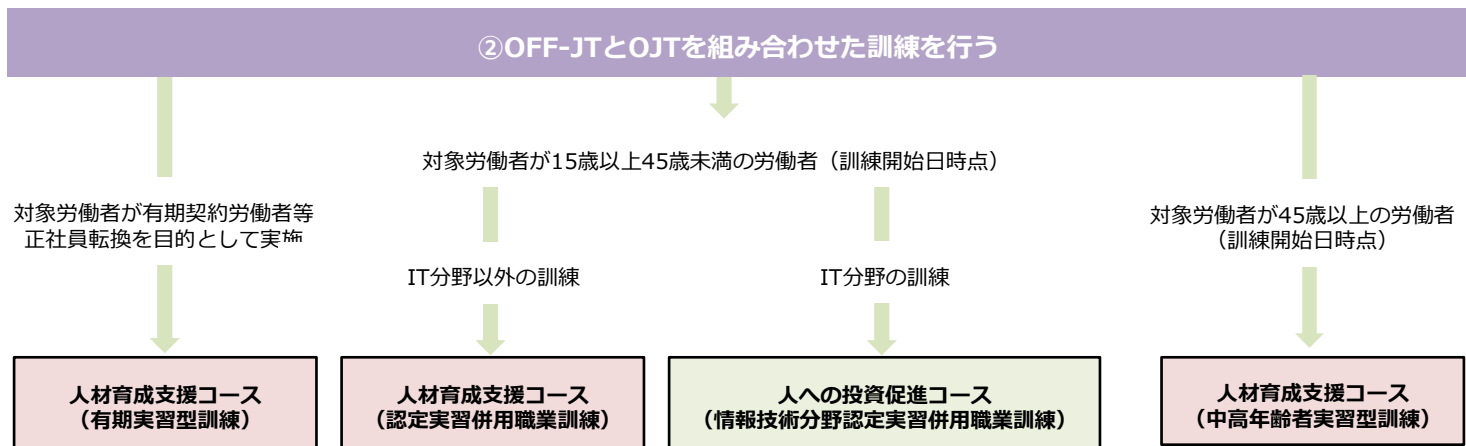 ②OFF-JTとOJTを組み合わせた訓練を行う
対象労働者が15歳以上45歳未満の労働者（訓練開始日時点）
対象労働者が有期契約労働者等
正社員転換を目的として実施
対象労働者が45歳以上の労働者
（訓練開始日時点）
IT分野以外の訓練
IT分野の訓練
人材育成支援コース
（有期実習型訓練）
人材育成支援コース
（認定実習併用職業訓練）
人への投資促進コース
（情報技術分野認定実習併用職業訓練）
人材育成支援コース
（中高年齢者実習型訓練）